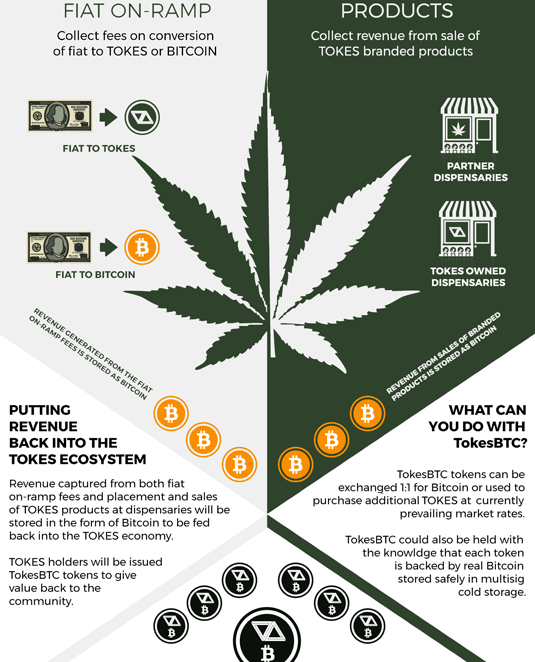 FIAT ON-RAMP
Collect fees on conversion
of fiat to TOKES or BITCOIN
FIAT TO TOKES
FIAT TO BITCOIN
REVENUE GENERATED FROM THE FIAT
ON-RAMP FEES IS STORED AS BITCOIN
PRODUCTS
Collect revenue from sale of
TOKES branded products
PARTNER
DISPENSARIES
TOKES OWNED
DISPENSARIES
REVENUE FROM SALES OF BRANDED
PRODUCTS IS STORED AS BITCOIN
PUTTING
REVENUE
BACK INTO THE
TOKES ECOSYSTEM
Revenue captured from both fiat
on-ramp fees and placement and sales
of TOKES products at dispensaries will be
stored in the form of Bitcoin to be fed
back into the TOKES economy.
TOKES holders will be issued
TokesBTC tokens to give
value back to the
community.
WHAT CAN
YOU DO WITH
TokesBTC?
TokesBTC tokens can be
exchanged 1:1 for Bitcoin or used to
purchase additional TOKES at currently
prevailing market rates.
TokesBTC could also be held with
the knowldge that each token
is backed by real Bitcoin
stored safely in multisig
cold storage.